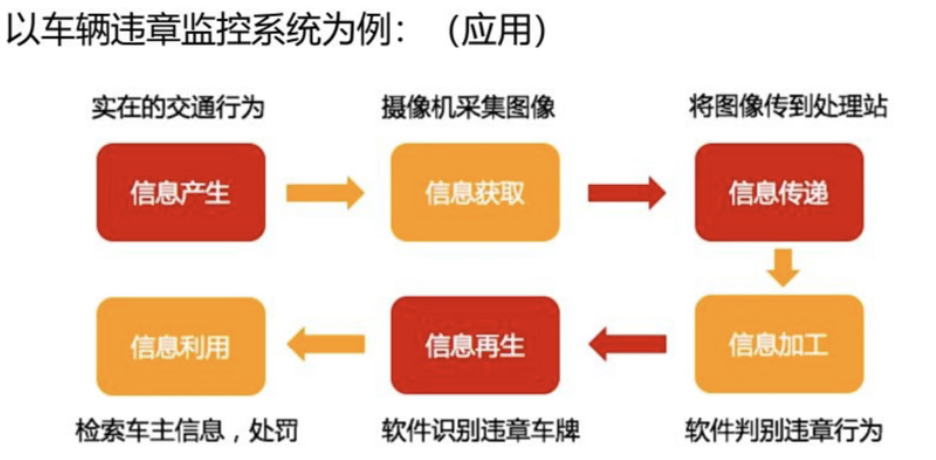 以车辆违章监控系统为例：（应用）
实在的交通行为
摄像机采集图像
将图像传到处理站
信息产生
信息获取
信息传递
信息利用
信息再生
信息加工
检索车主信息，处罚
软件识别违章车牌
软件判别违章行为